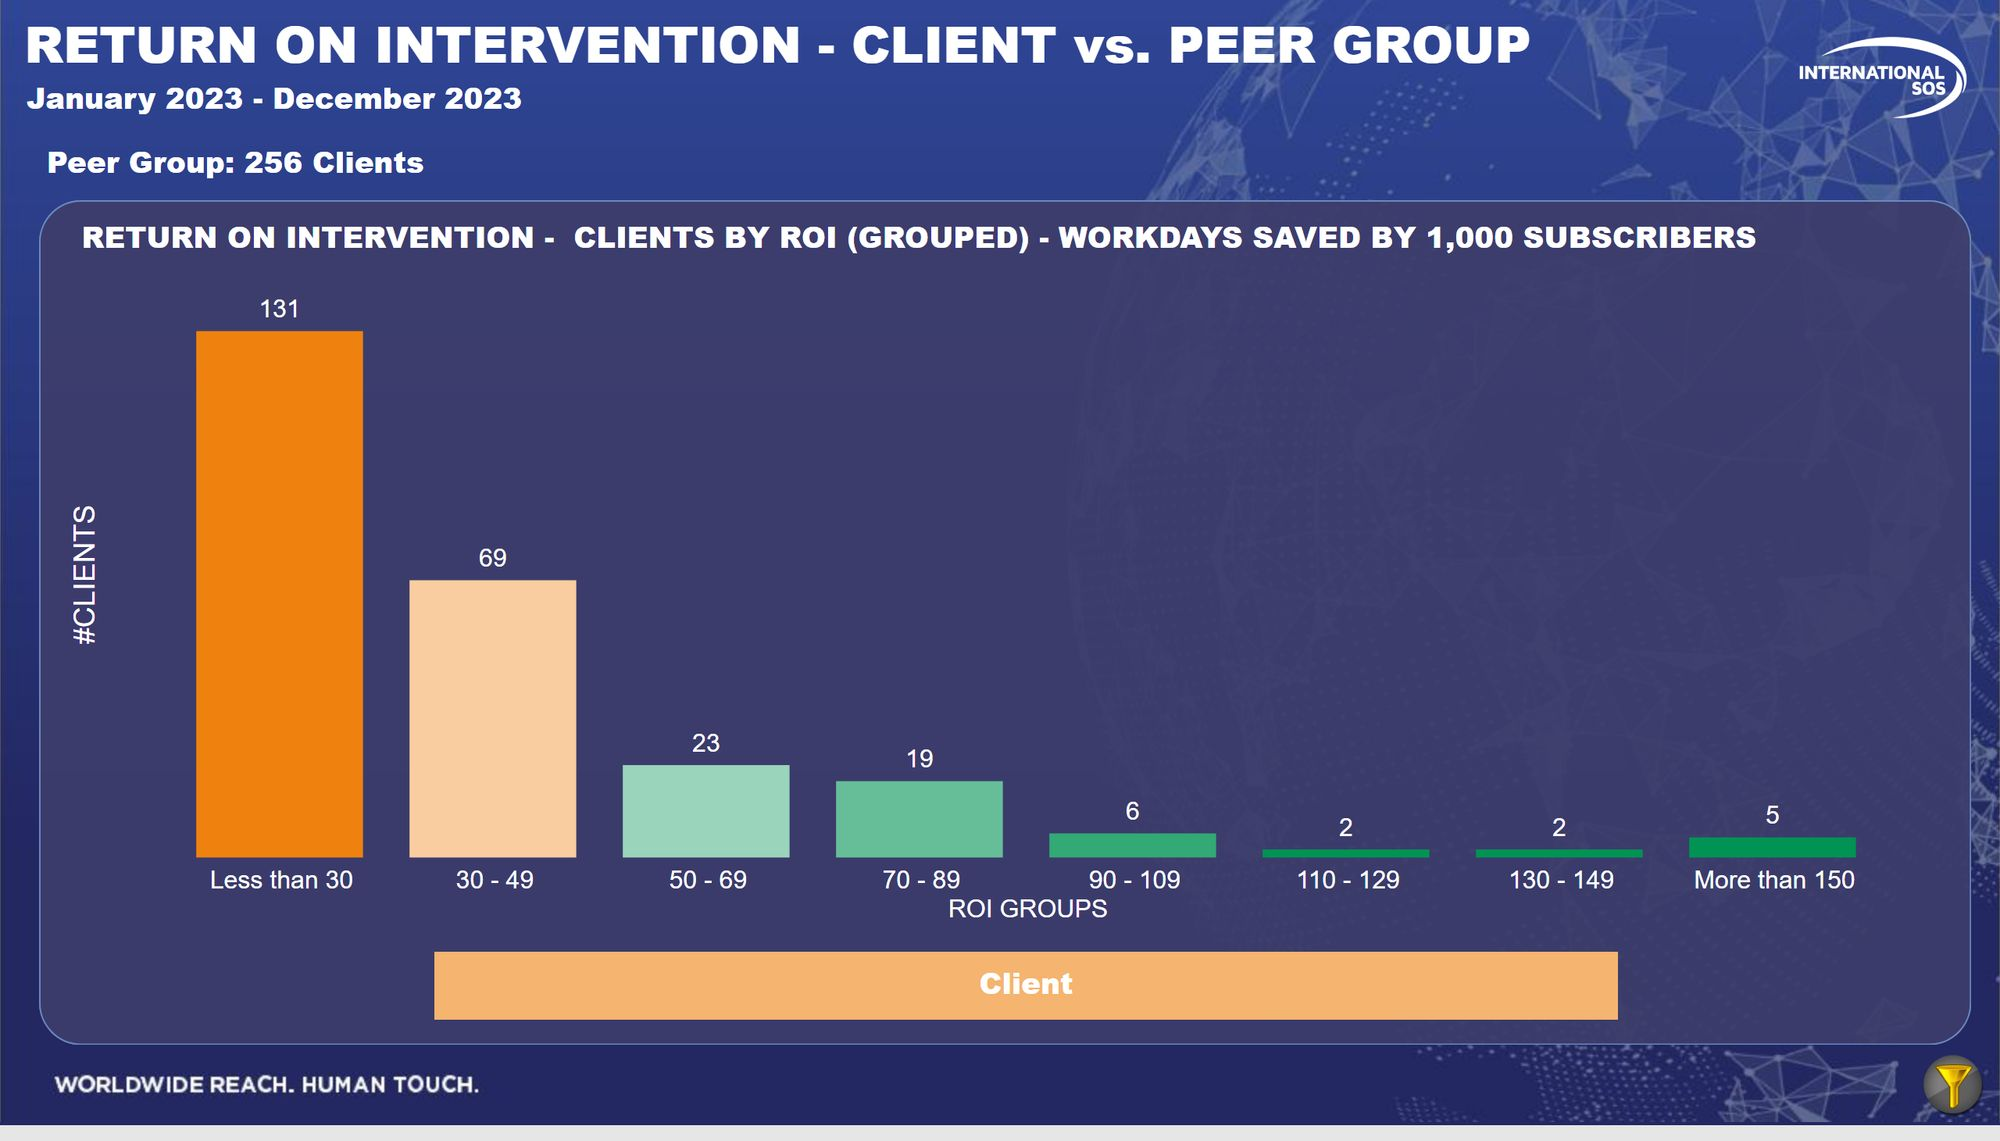 RETURN ON INTERVENTION - CLIENT vs. PEER GROUP
January 2023 - December 2023
INTERNATIONAL
SOS
Peer Group: 256 Clients
RETURN ON INTERVENTION - CLIENTS BY ROI (GROUPED) - WORKDAYS SAVED BY 1,000 SUBSCRIBERS
#CLIENTS
131
69
23
19
6
2
2
5
Less than 30
30 - 49
50 - 69
70 - 89
90 - 109
110 - 129
130 - 149
More than 150
ROI GROUPS
Client
WORLDWIDE REACH. HUMAN TOUCH.